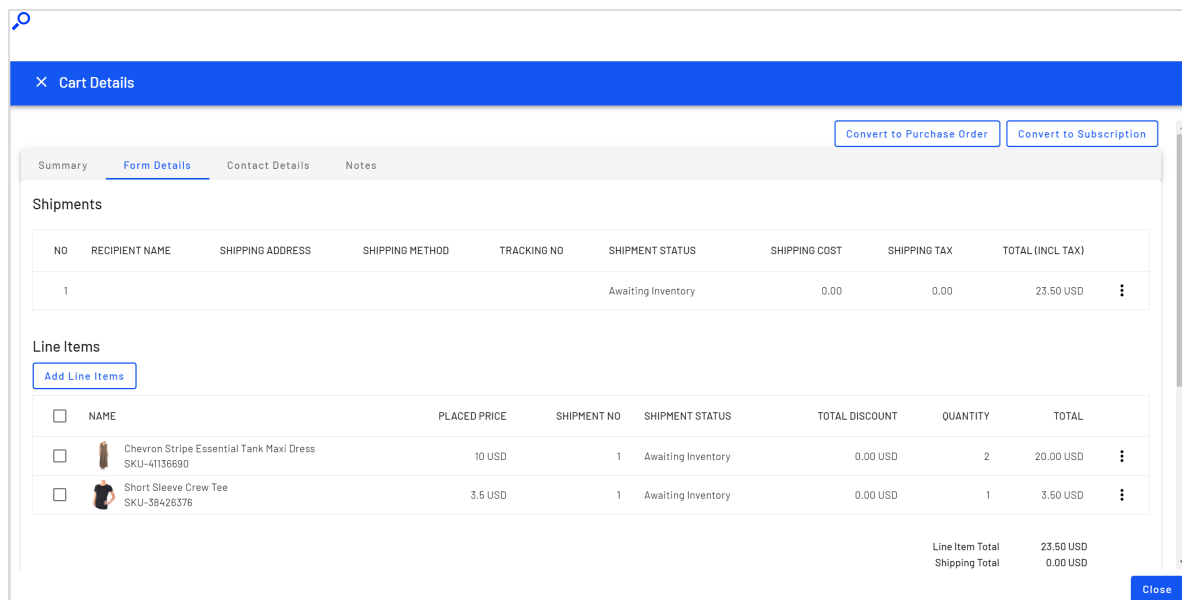 Cart Details
Convert to Purchase Order Convert to Subscription
Summary Form Details Contact Details Notes
Shipments
NO RECIPIENT NAME SHIPPING ADDRESS SHIPPING METHOD TRACKING NO SHIPMENT STATUS SHIPPING COST SHIPPING TAX TOTAL (INCL TAX)
1 Awaiting Inventory 0.00 0.00 23.50 USD
Line Items
Add Line Items
NAME PLACED PRICE SHIPMENT NO SHIPMENT STATUS TOTAL DISCOUNT QUANTITY TOTAL
Chevron Stripe Essential Tank Maxi Dress
SKU-41136690
10 USD 1 Awaiting Inventory 0.00 USD 2 20.00 USD
Short Sleeve Crew Tee
SKU-38426376
3.5 USD 1 Awaiting Inventory 0.00 USD 1 3.50 USD
Line Item Total 23.50 USD
Shipping Total 0.00 USD
Close